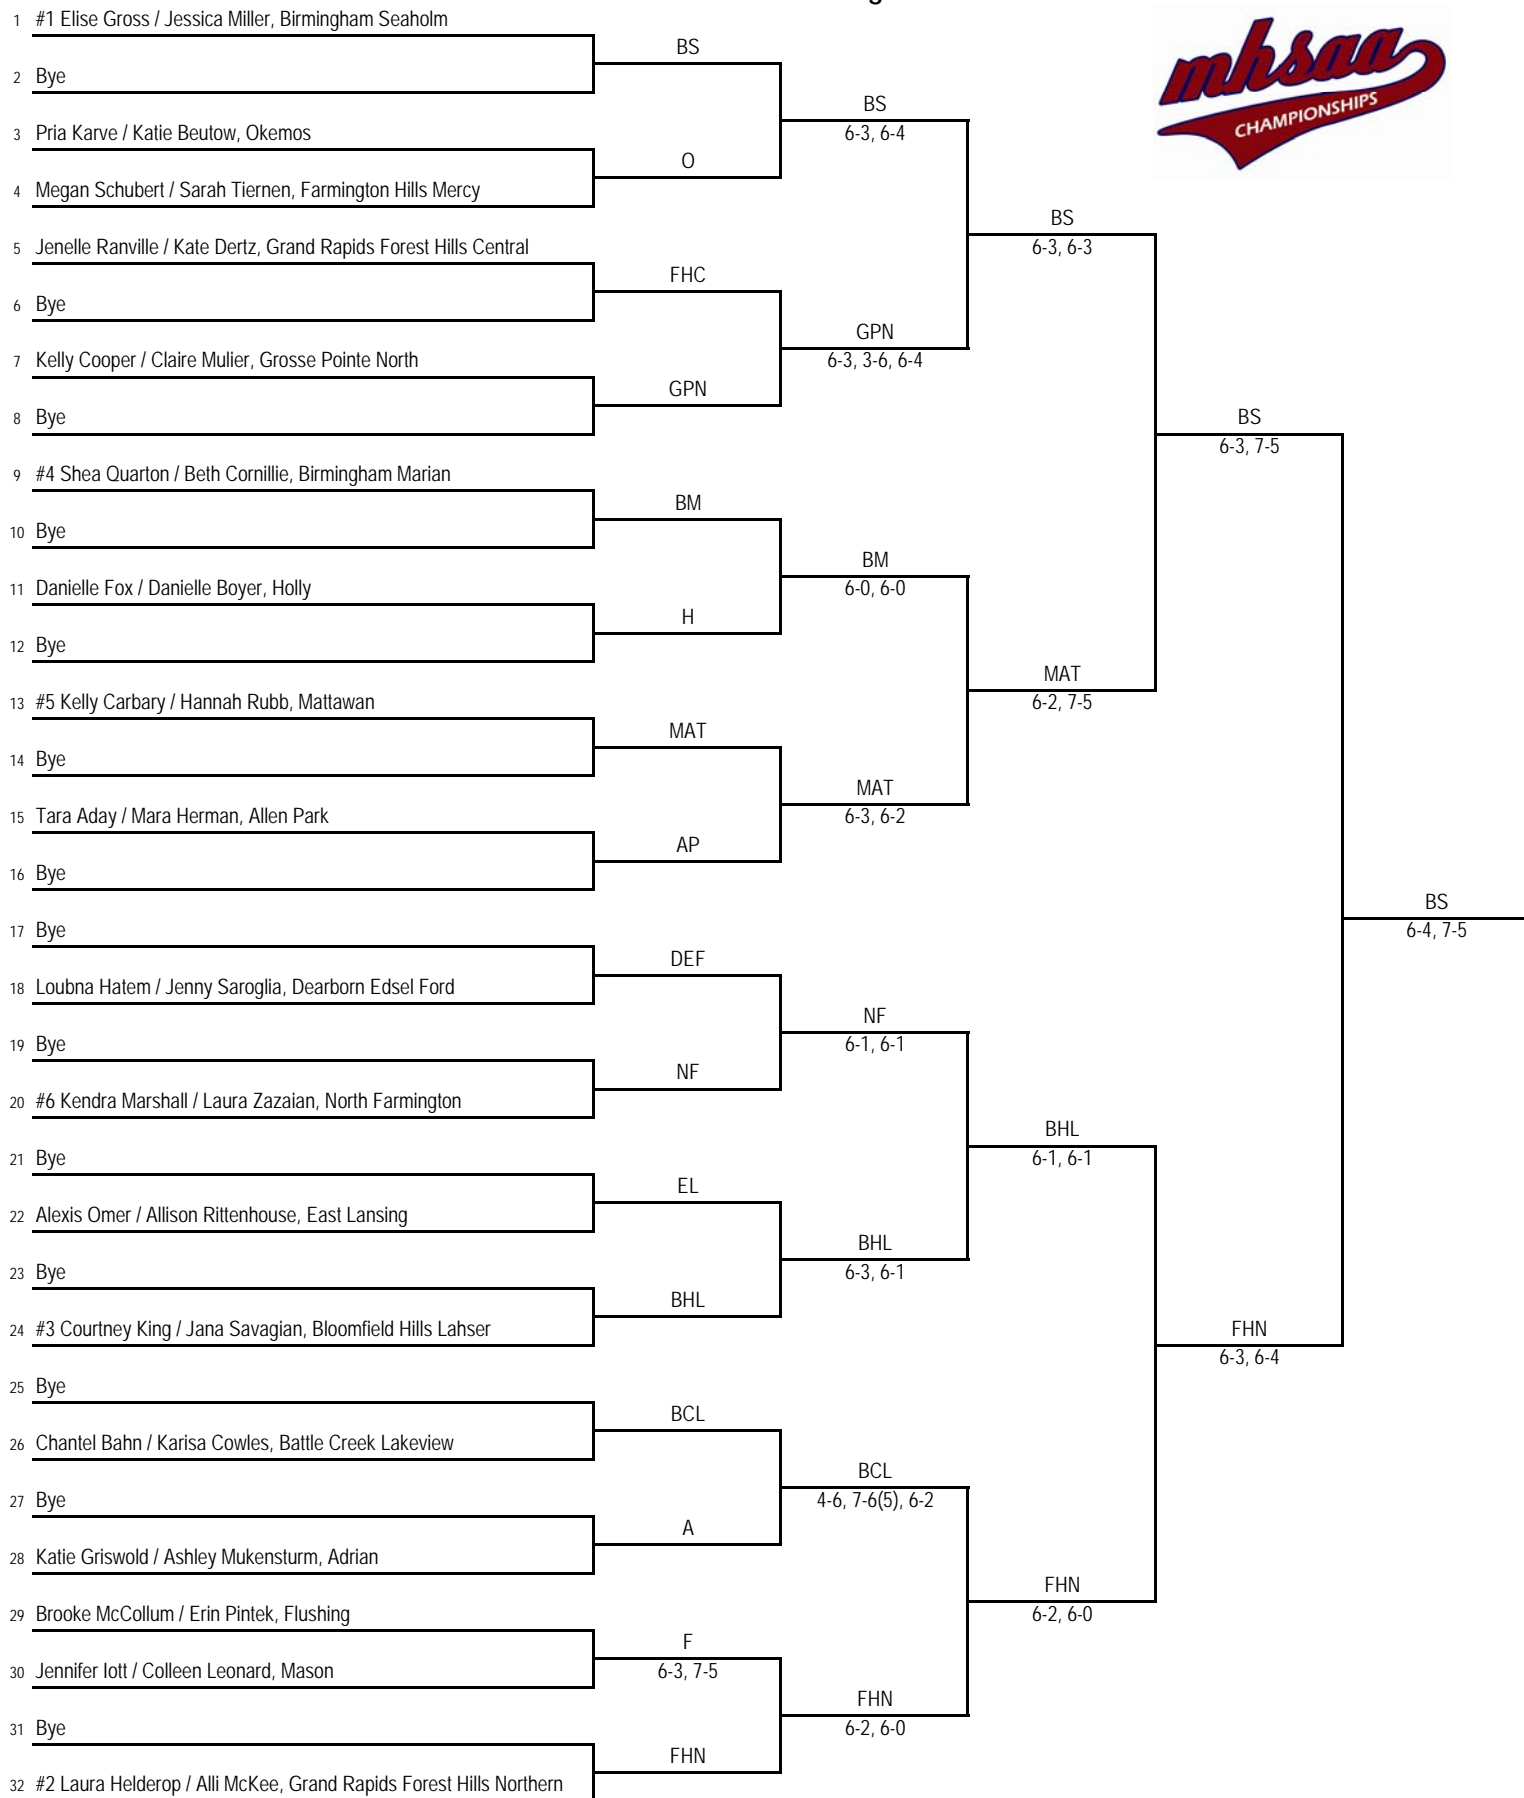 g
mhsaa
CHAMPIONSHIPS
1 #1 Elise Gross / Jessica Miller, Birmingham Seaholm
BS
2 Bye
BS
6-3, 6-4
3 Pria Karve / Katie Beutow, Okemos
O
4 Megan Schubert / Sarah Tiernen, Farmington Hills Mercy
BS
6-3, 6-3
5 Jenelle Ranville / Kate Dertz, Grand Rapids Forest Hills Central
FHC
6 Bye
GPN
6-3, 3-6, 6-4
7 Kelly Cooper / Claire Mulier, Grosse Pointe North
GPN
8 Bye
BS
6-3, 7-5
9 #4 Shea Quarton / Beth Cornillie, Birmingham Marian
BM
10 Bye
BM
6-0, 6-0
11 Danielle Fox / Danielle Boyer, Holly
H
12 Bye
MAT
6-2, 7-5
13 #5 Kelly Carbary / Hannah Rubb, Mattawan
MAT
14 Bye
MAT
6-3, 6-2
15 Tara Aday / Mara Herman, Allen Park
AP
16 Bye
BS
6-4, 7-5
17 Bye
DEF
18 Loubna Hatem / Jenny Saroglia, Dearborn Edsel Ford
NF
6-1, 6-1
19 Bye
NF
20 #6 Kendra Marshall / Laura Zazaian, North Farmington
BHL
6-1, 6-1
21 Bye
EL
22 Alexis Omer / Allison Rittenhouse, East Lansing
BHL
6-3, 6-1
23 Bye
BHL
24 #3 Courtney King / Jana Savagian, Bloomfield Hills Lahser
FHN
6-3, 6-4
25 Bye
BCL
26 Chantel Bahn / Karisa Cowles, Battle Creek Lakeview
BCL
4-6, 7-6(5), 6-2
27 Bye
A
28 Katie Griswold / Ashley Mukensturm, Adrian
FHN
6-2, 6-0
29 Brooke McCollum / Erin Pintek, Flushing
F
6-3, 7-5
30 Jennifer Iott / Colleen Leonard, Mason
FHN
6-2, 6-0
31 Bye
FHN
32 #2 Laura Helderop / Alli McKee, Grand Rapids Forest Hills Northern